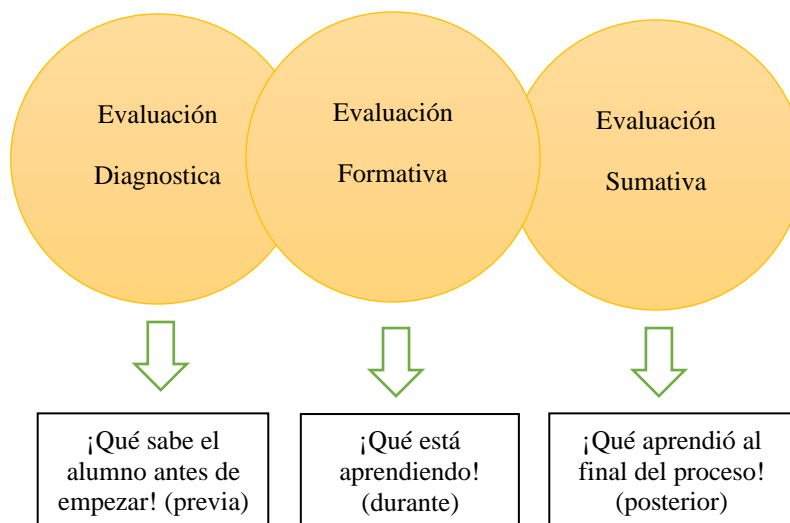 Evaluación
Diagnostica
Evaluación
Formativa
Evaluación
Sumativa
¡Qué sabe el
alumno antes de
empezar! (previa)
¡Qué está
aprendiendo!
(durante)
¡Qué aprendió al
final del proceso!
(posterior)